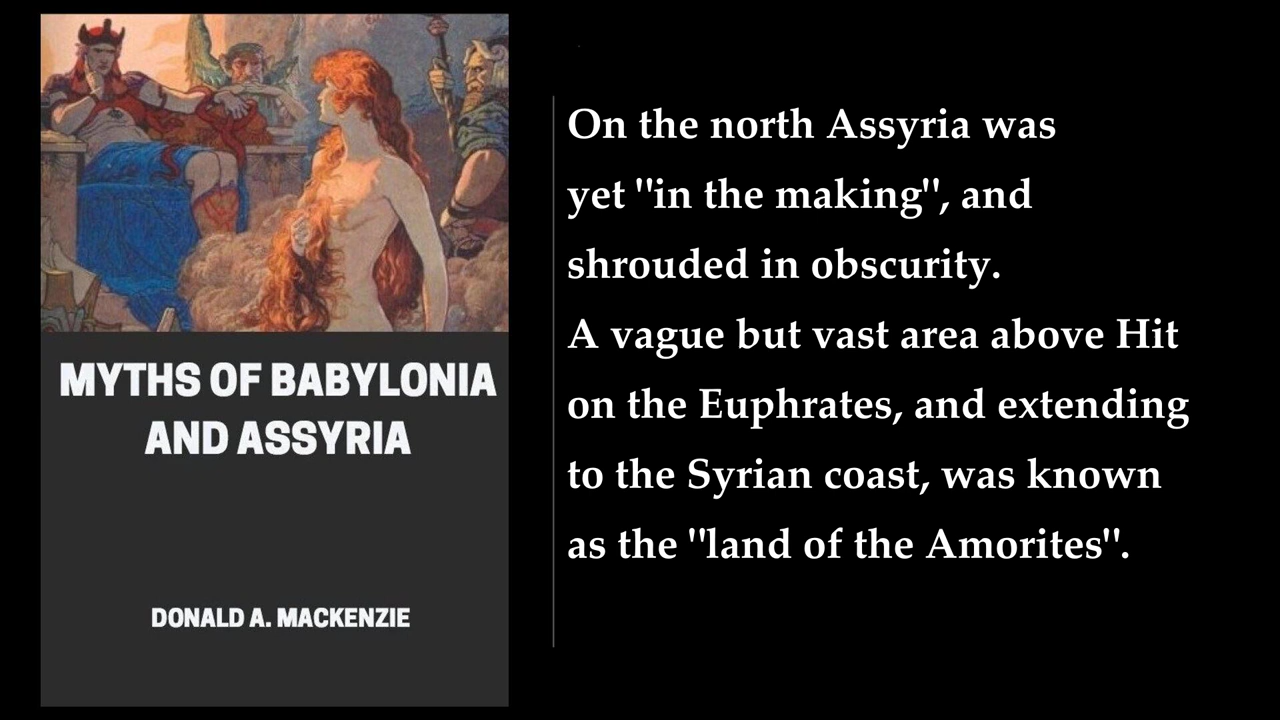 MYTHS OF BABYLONIA
AND ASSYRIA
DONALD A. MACKENZIE
On the north Assyria was
yet "in the making", and
shrouded in obscurity.
A vague but vast area above Hit
on the Euphrates, and extending
to the Syrian coast, was known
as the "land of the Amorites".